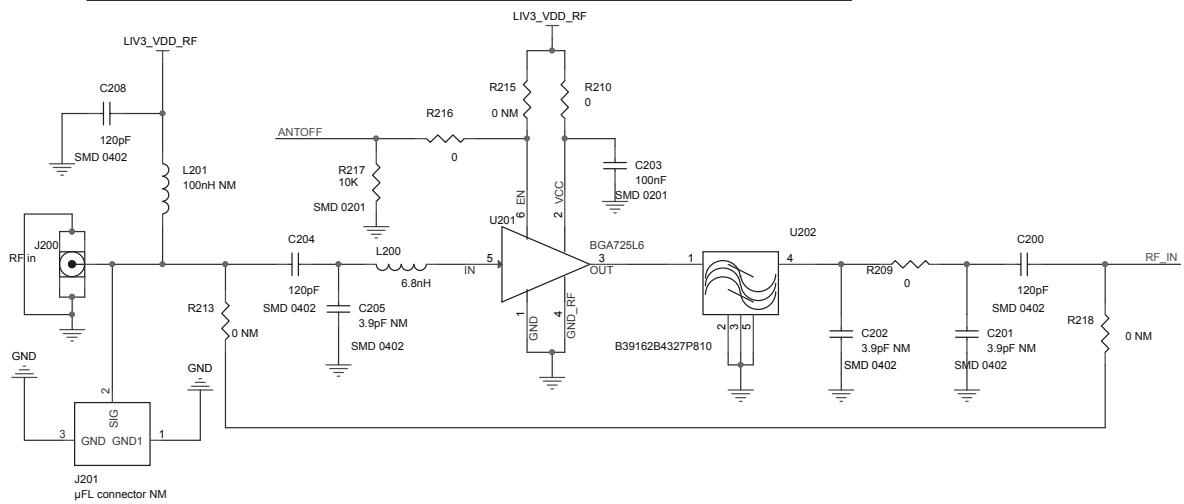 LIV3_VDD_RF
LIV3_VDD_RF
C208
120pF
SMD 0402
L201
100nH NM
R215
0 NM
R210
0
R216
0
ANTOFF
R217
10K
SMD 0201
C203
100nF
SMD 0201
6 EN
2 VCC
U201
BGA725L6
J200
RF in
C204
120pF
SMD 0402
L200
6.8nH
IN 5
3
OUT
1 GND
4 GND_RF
C205
3.9pF NM
SMD 0402
R213
0 NM
U202
1
4
2
3
5
B39162B4327P810
R209
0
C200
120pF
SMD 0402
RF_IN
C202
3.9pF NM
SMD 0402
C201
3.9pF NM
SMD 0402
R218
0 NM
GND
GND
2
SIG
3 GND GND1 1
J201
µFL connector NM